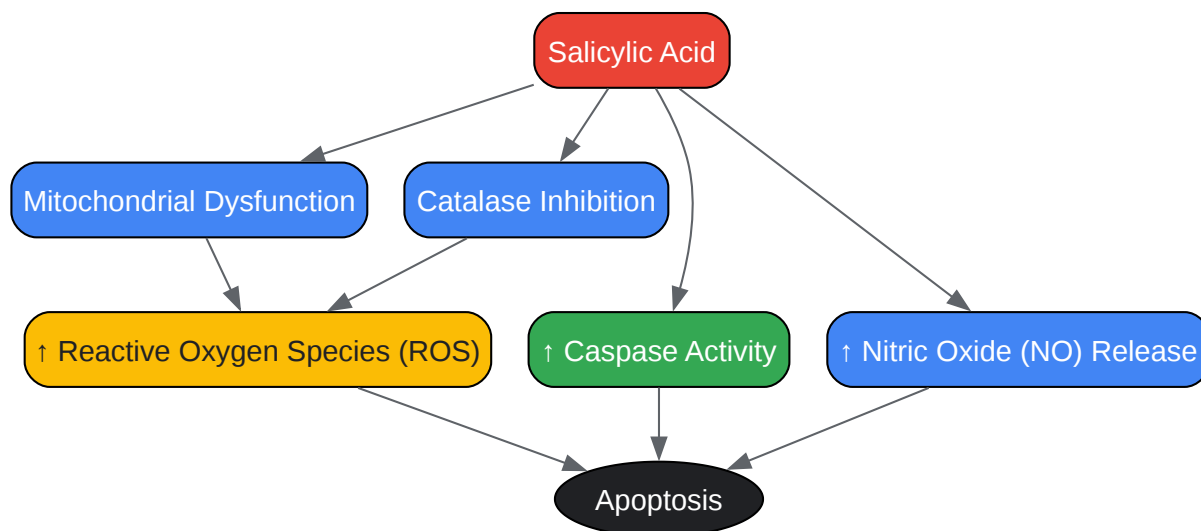 Salicylic Acid
Mitochondrial Dysfunction
Catalase Inhibition
↑ Reactive Oxygen Species (ROS)
↑ Caspase Activity
↑ Nitric Oxide (NO) Release
Apoptosis